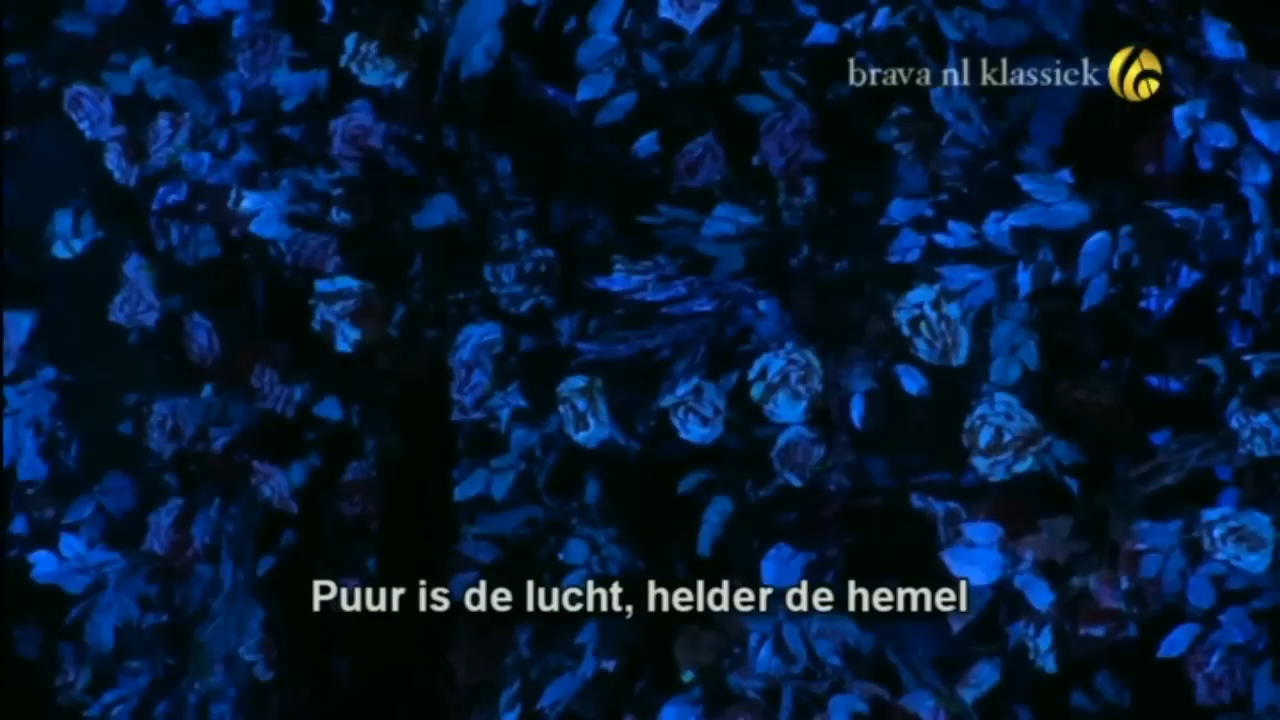 brava nl klassiek
Puur is de lucht, helder de hemel